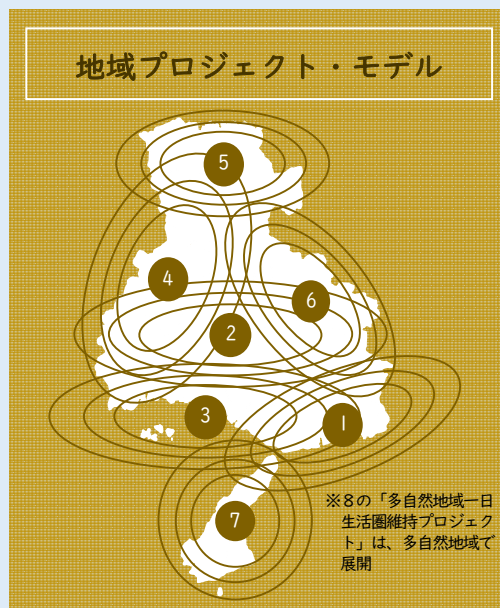 地域プロジェクト・モデル
5
4
6
2
3
1
7
※8の「多自然地域一日
生活圏維持プロジェク
ト」は、多自然地域で
展開